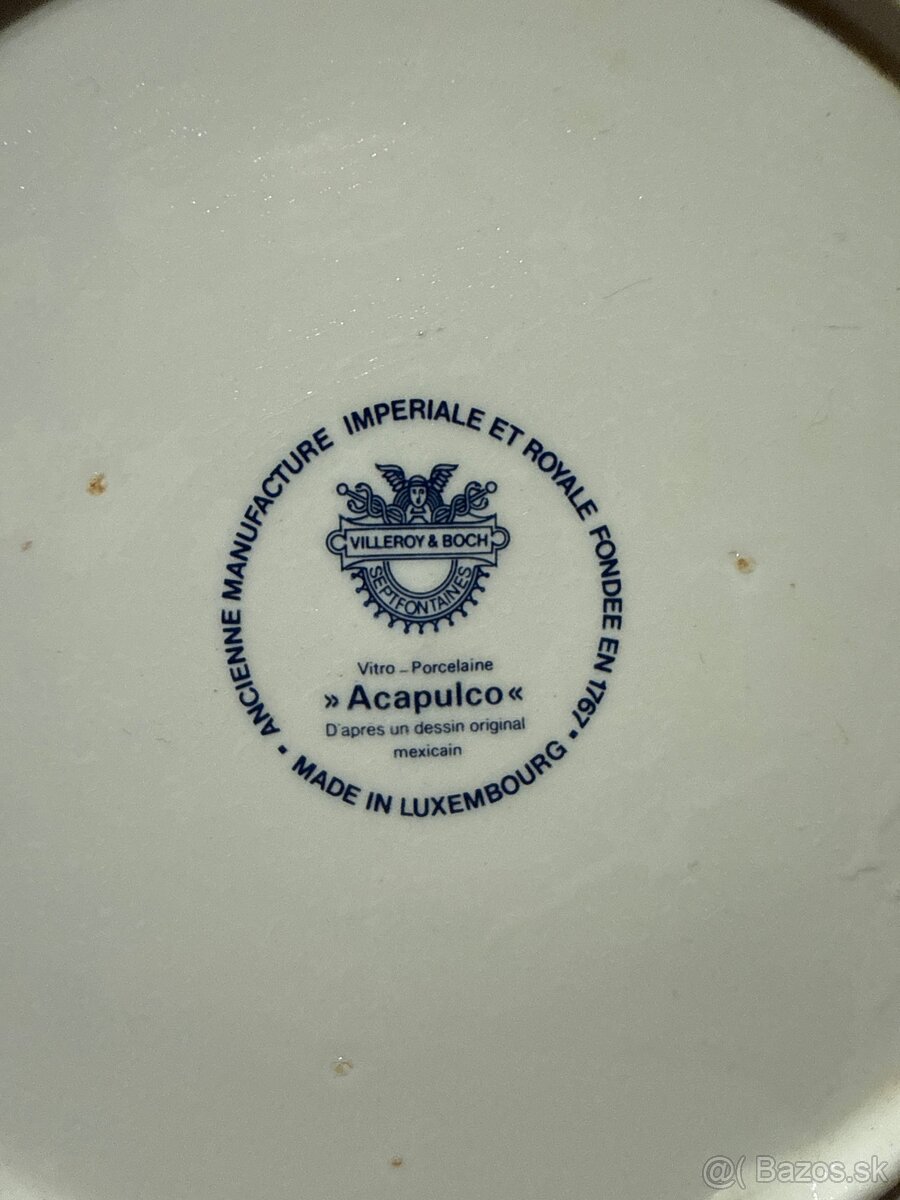 ANCIENNE MANUFACTURE IMPERIALE ET ROYALE FONDEE EN 1767 •
VILLEROY & BOCH
SEPTFONTAINES
Vitro - Porcelaine
»Acapulco«
D'apres un dessin original
mexicain
• MADE IN LUXEMBOURG
@( Bazos.sk